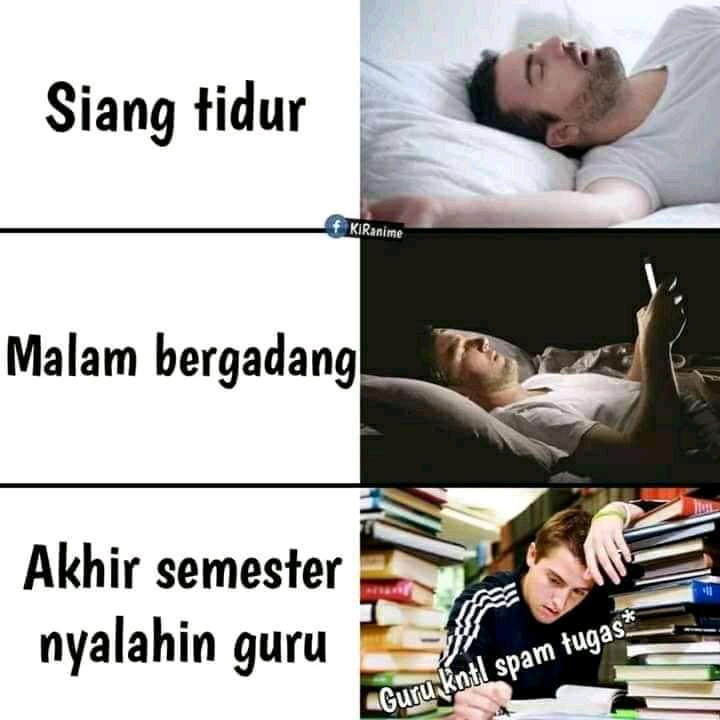 Siang tidur
f KiRanime
Malam bergadang
Akhir semester
nyalahin guru
Guru kntl spam tugas*